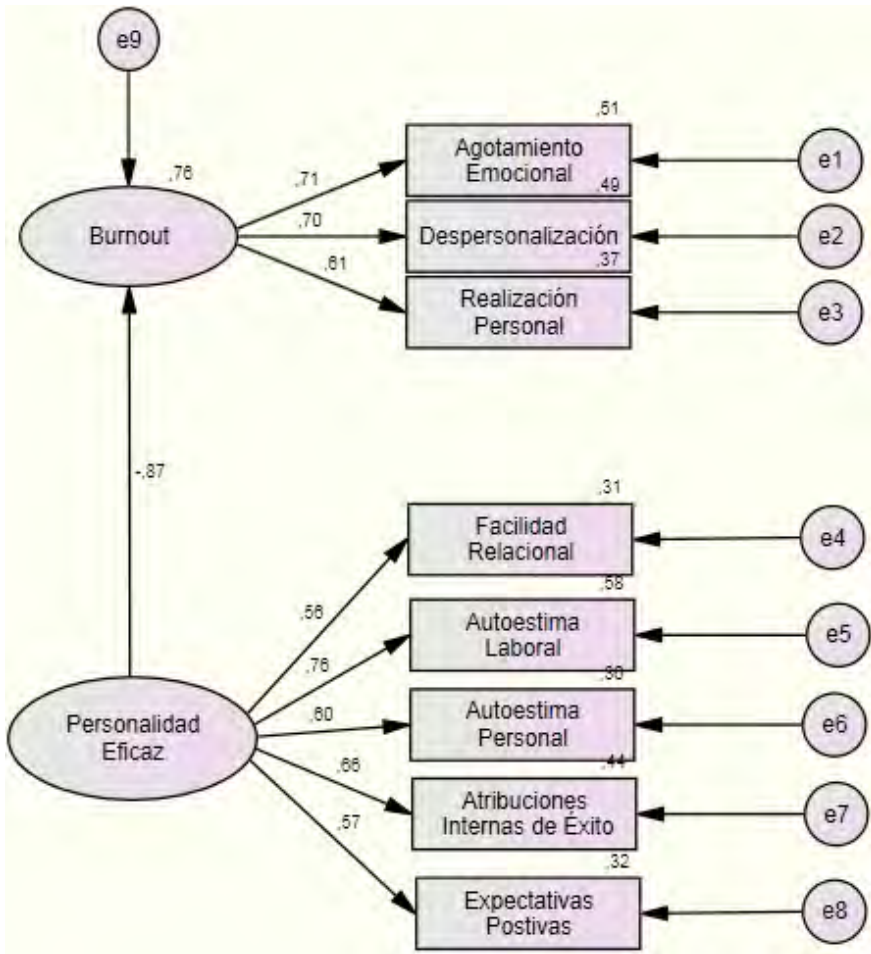 e9
,51
Agotamiento
Emocional
e1
,76
,71
,49
Burnout
,70
Despersonalización
e2
,37
,61
Realización
Personal
e3
-,87
,31
Facilidad
Relacional
e4
,58
,56
Autoestima
Laboral
e5
,76
,36
Personalidad
Eficaz
,60
Autoestima
Personal
e6
,66
,44
Atribuciones
Internas de Éxito
e7
,57
,32
Expectativas
Postivas
e8